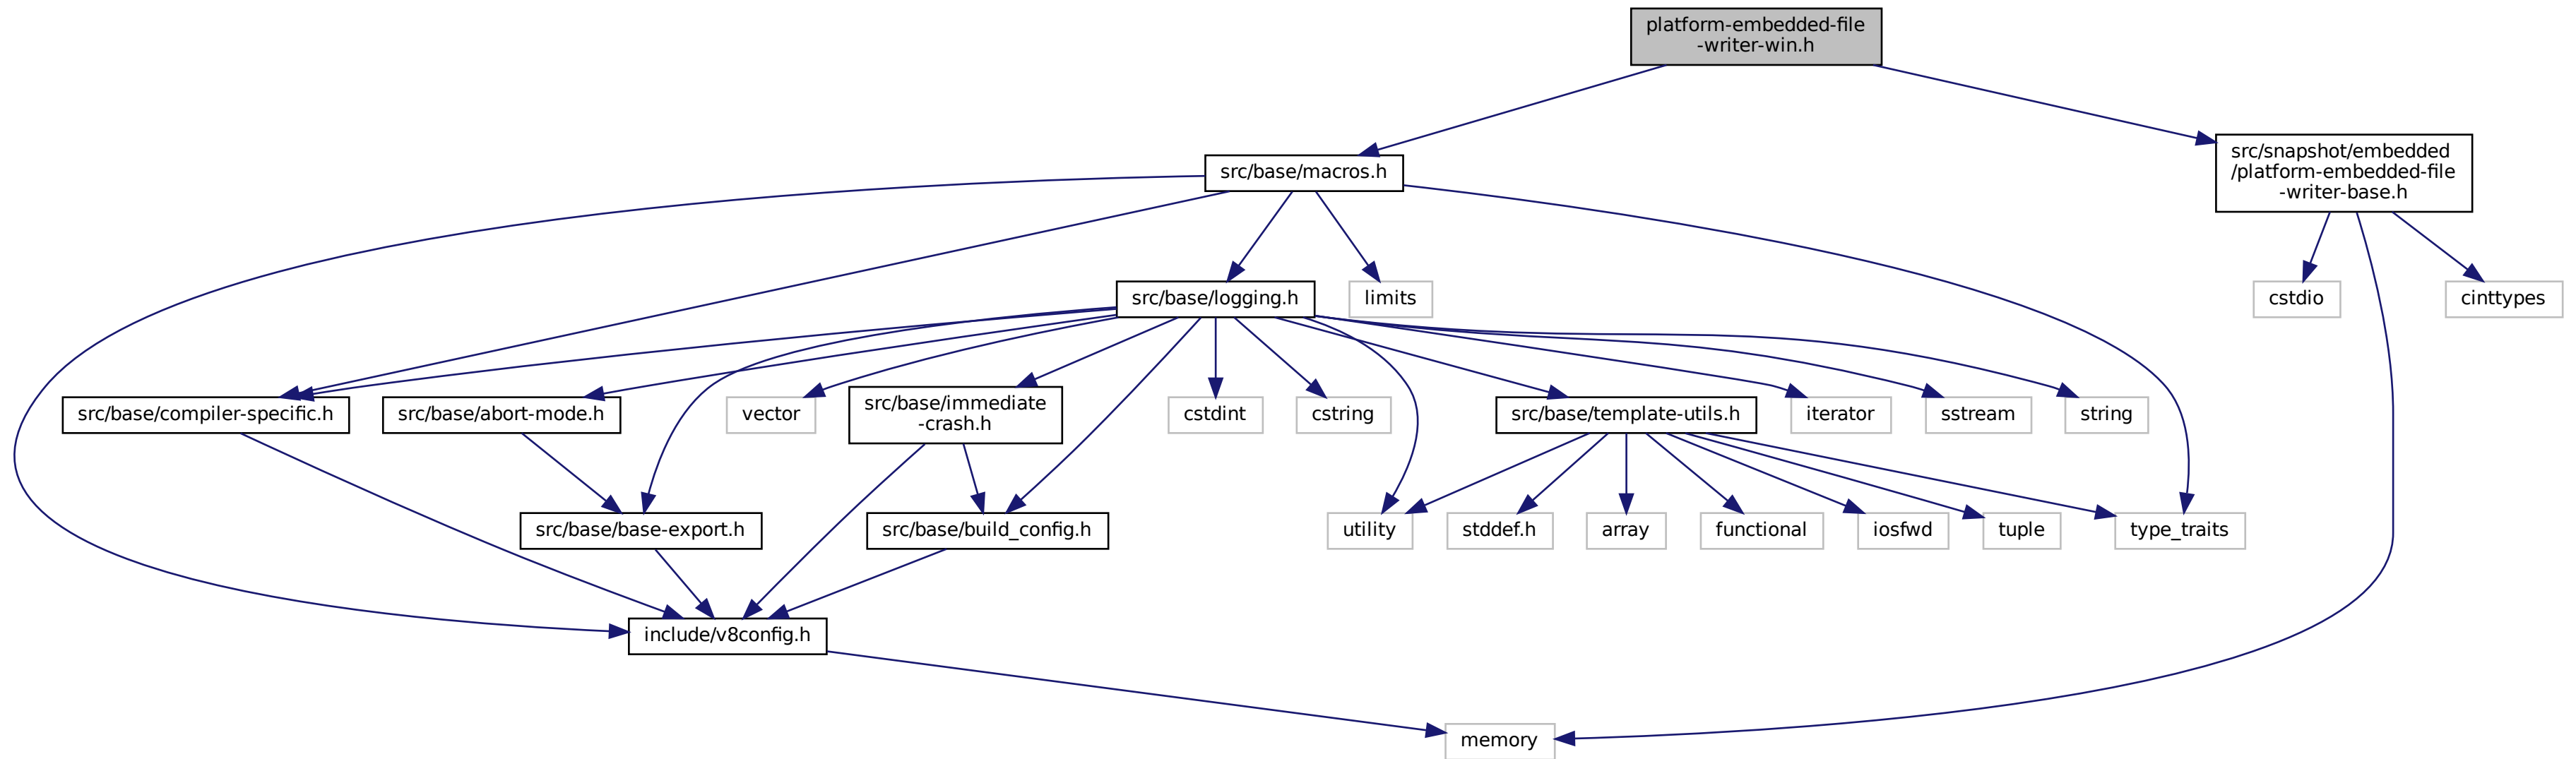 platform-embedded-file
-writer-win.h
src/base/macros.h
src/snapshot/embedded
/platform-embedded-file
-writer-base.h
src/base/logging.h
limits
cstdio
cinttypes
src/base/compiler-specific.h
src/base/abort-mode.h
vector
src/base/immediate
-crash.h
cstdint
cstring
src/base/template-utils.h
iterator
sstream
string
src/base/base-export.h
src/base/build_config.h
utility
stddef.h
array
functional
iosfwd
tuple
type_traits
include/v8config.h
memory